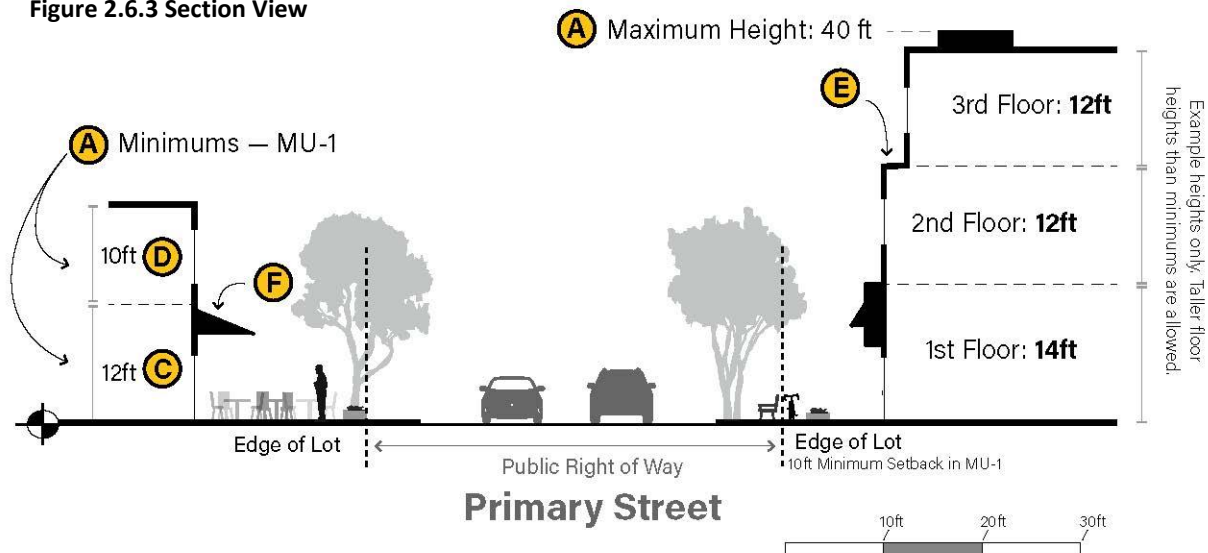 Figure 2.6.3 Section View
A Maximum Height: 40 ft
E
3rd Floor: 12ft
A Minimums — MU-1
2nd Floor: 12ft
10ft D
F
1st Floor: 14ft
12ft C
Example heights only. Taller floor
heights than minimums are allowed.
Edge of Lot
Edge of Lot
Public Right of Way
10ft Minimum Setback in MU-1
Primary Street
10ft
20ft
30ft